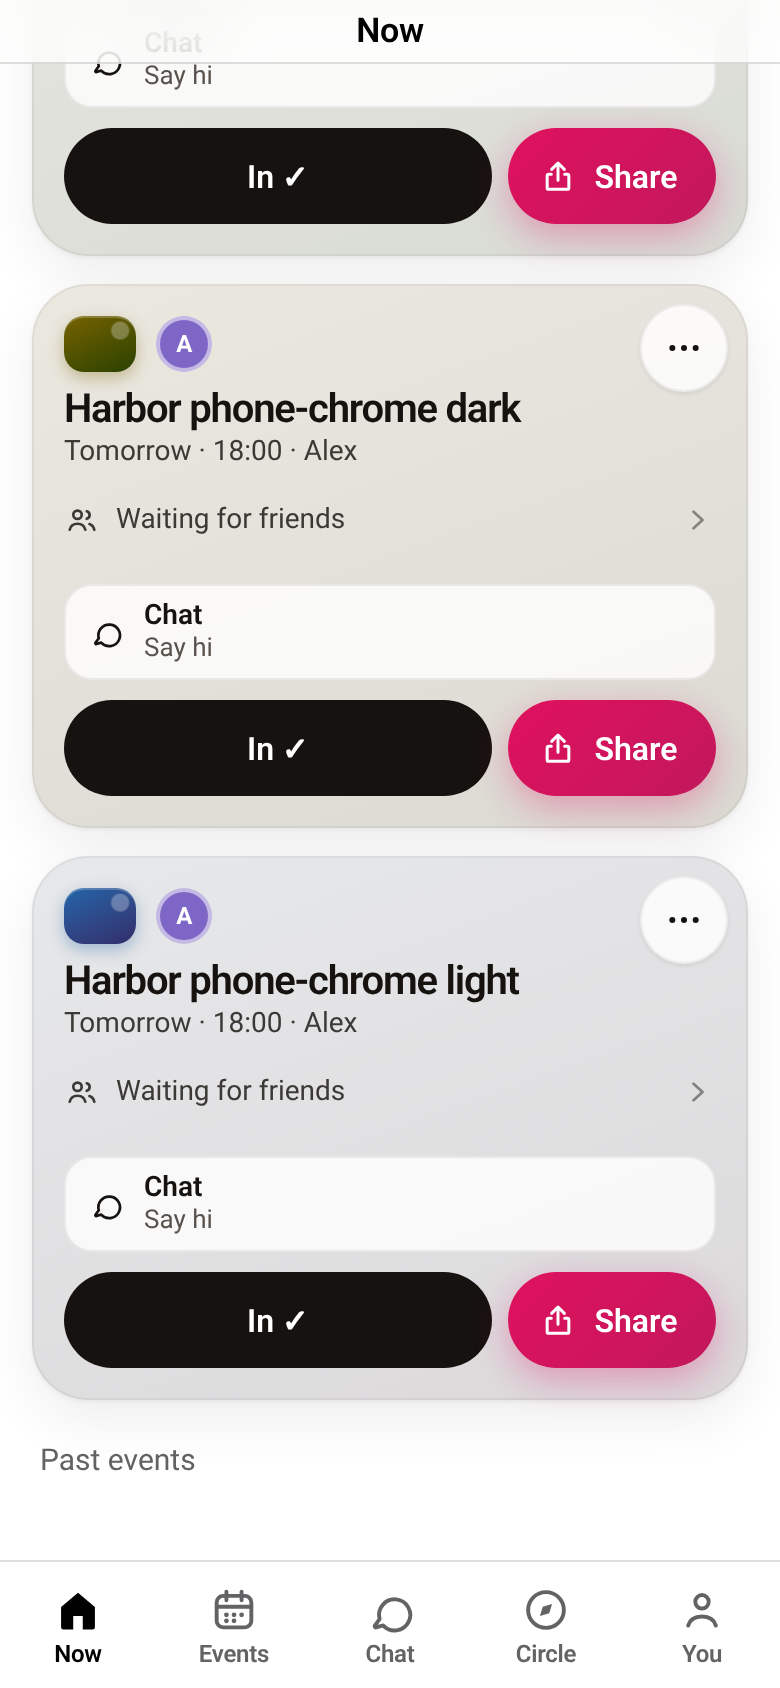 Now
Chat
Say hi
In ✓
Share
A
Harbor phone-chrome dark
Tomorrow · 18:00 · Alex
Waiting for friends
Chat
Say hi
In ✓
Share
A
Harbor phone-chrome light
Tomorrow · 18:00 · Alex
Waiting for friends
Chat
Say hi
In ✓
Share
Past events
Now
Events
Chat
Circle
You